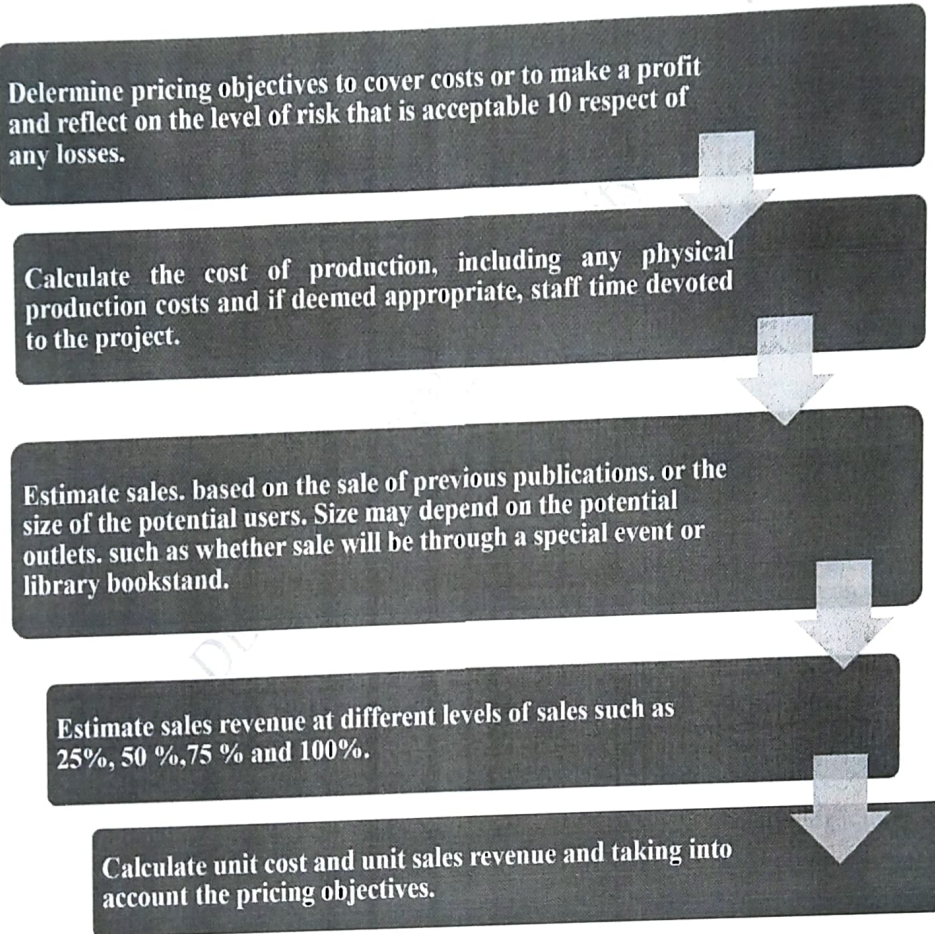 Delermine pricing objectives to cover costs or to make a profit
and reflect on the level of risk that is acceptable 10 respect of
any losses.
Calculate the cost of production, including any physical
production costs and if deemed appropriate, staff time devoted
to the project.
Estimate sales. based on the sale of previous publications. or the
size of the potential users. Size may depend on the potential
outlets. such as whether sale will be through a special event or
library bookstand.
Estimate sales revenue at different levels of sales such as
25%, 50 %,75 % and 100%.
Calculate unit cost and unit sales revenue and taking into
account the pricing objectives.